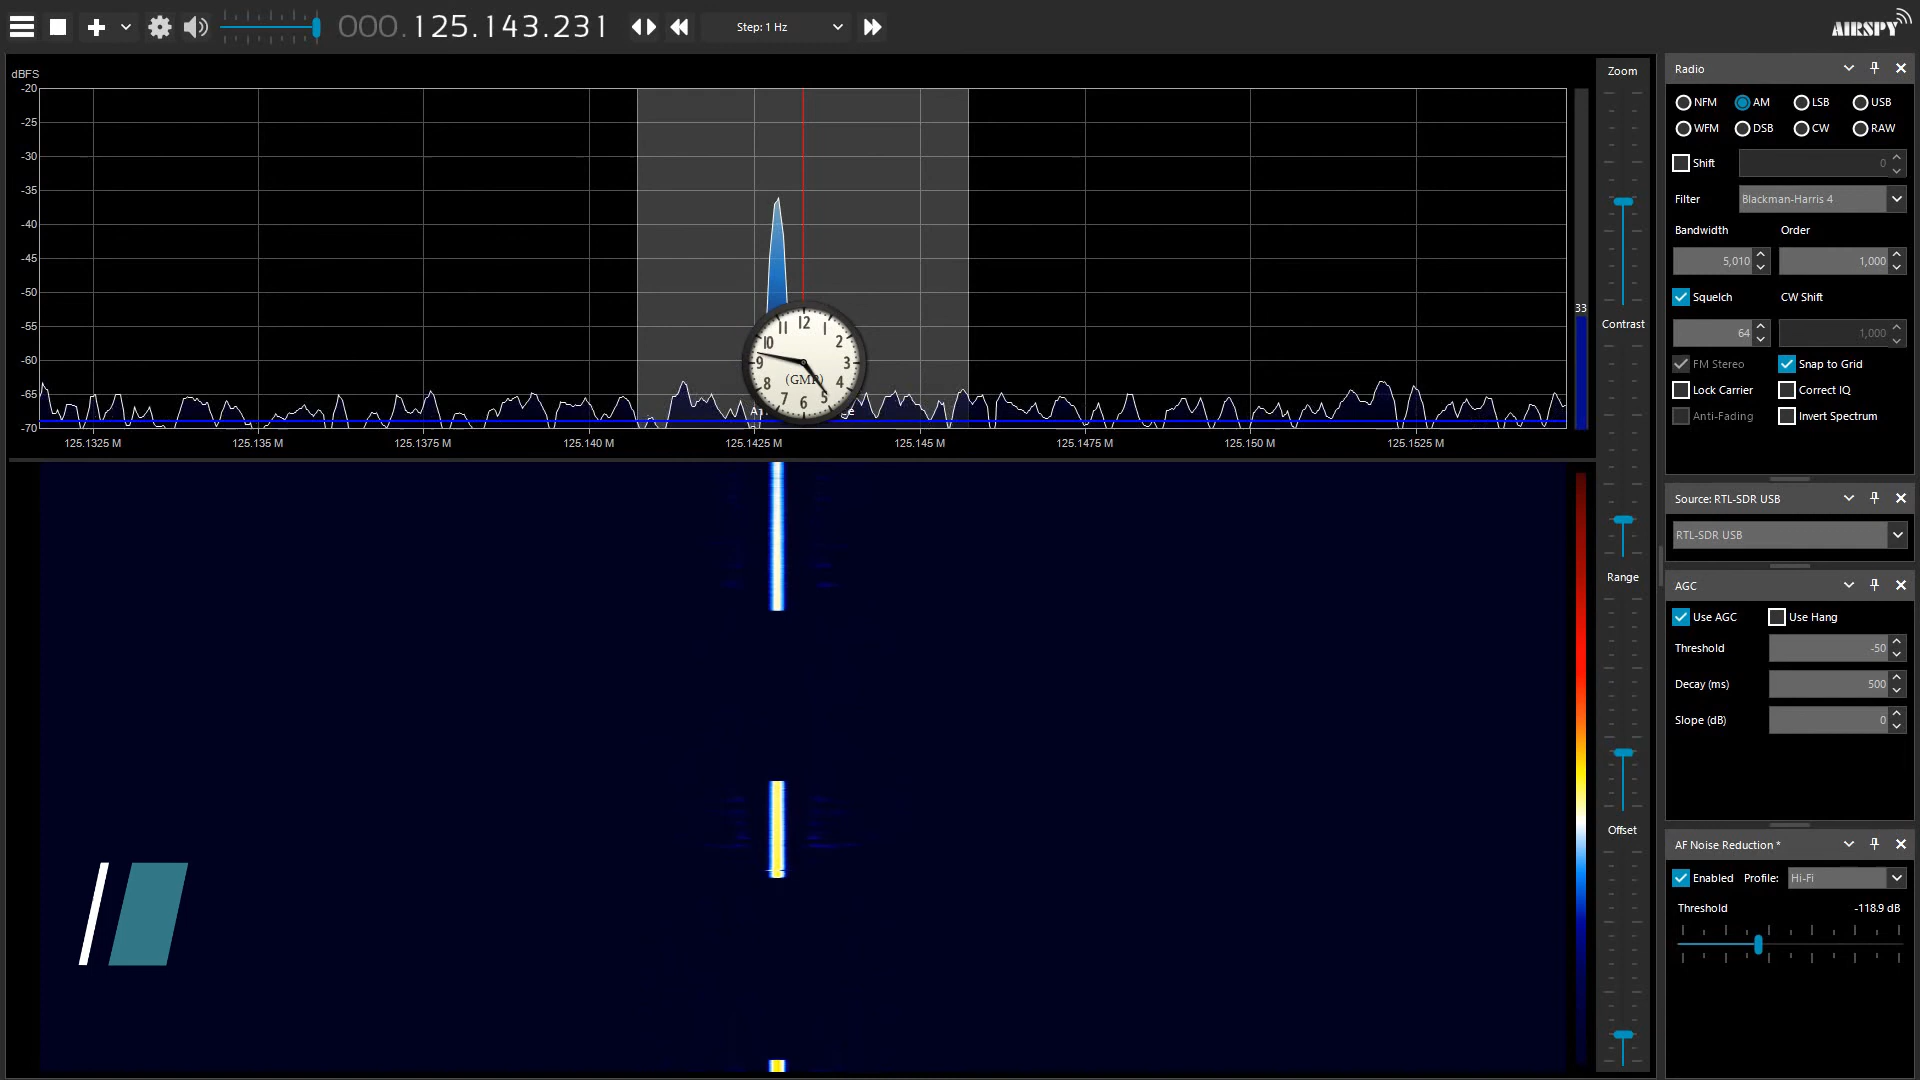 000.125.143.231
Step: 1 Hz
AIRSPY
dBFS
-20
-25
-30
-35
-40
-45
-50
-55
-60
-65
-70
125.1325 M 125.135 M 125.1375 M 125.140 M 125.1425 M 125.145 M 125.1475 M 125.150 M 125.1525 M
12 1 2 3 4 5 6 7 8 9 10 11
33
Zoom
Contrast
Range
Offset
Radio
NFM AM LSB USB
WFM DSB CW RAW
Shift 0
Filter Blackman-Harris 4
Bandwidth Order
5,010 1,000
Squelch CW Shift
64 1,000
FM Stereo Snap to Grid
Lock Carrier Correct IQ
Anti-Fading Invert Spectrum
Source: RTL-SDR USB
RTL-SDR USB
AGC
Use AGC Use Hang
Threshold -50
Decay (ms) 500
Slope (dB) 0
AF Noise Reduction *
Enabled Profile: Hi-Fi
Threshold -118.9 dB